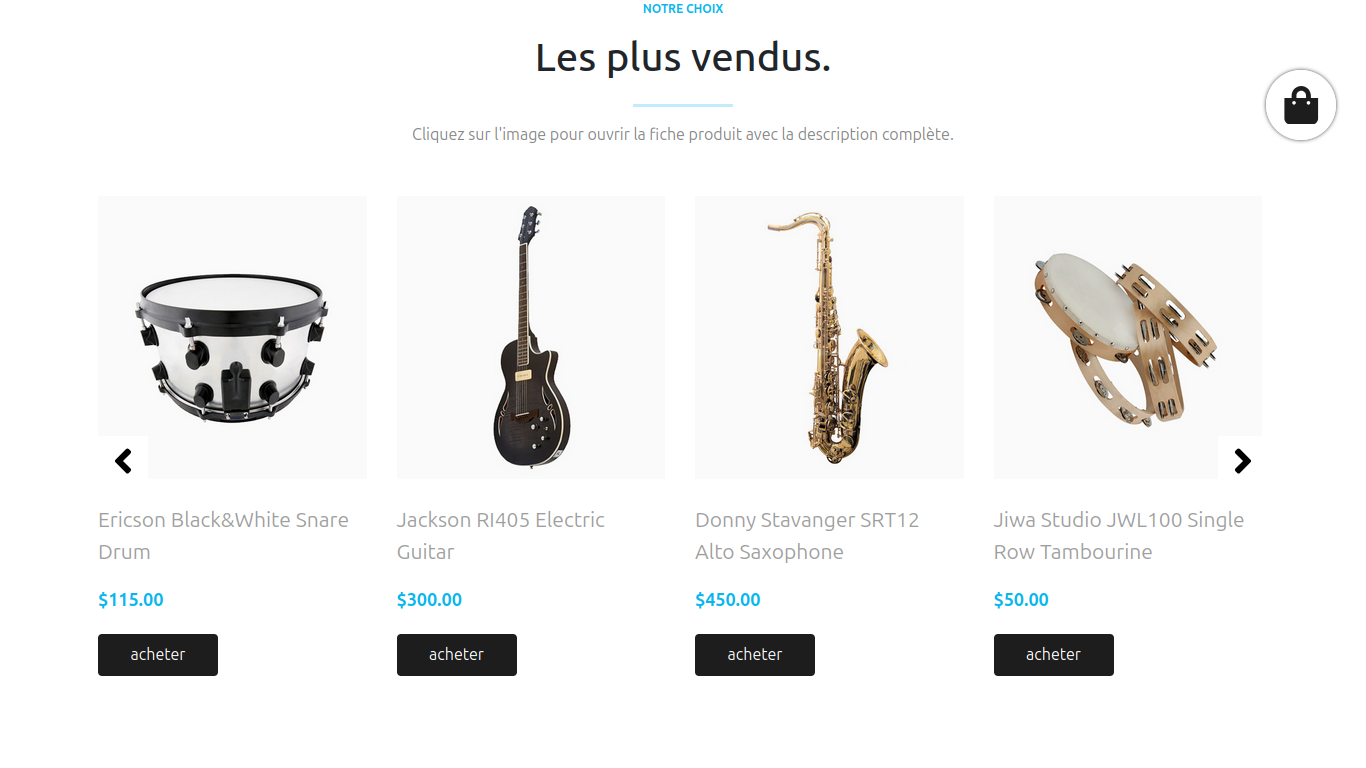 NOTRE CHOIX
Les plus vendus.
Cliquez sur l'image pour ouvrir la fiche produit avec la description complète.
Ericson Black&White Snare
Drum
$115.00
acheter
Jackson RI405 Electric
Guitar
$300.00
acheter
Donny Stavanger SRT12
Alto Saxophone
$450.00
acheter
Jiwa Studio JWL100 Single
Row Tambourine
$50.00
acheter